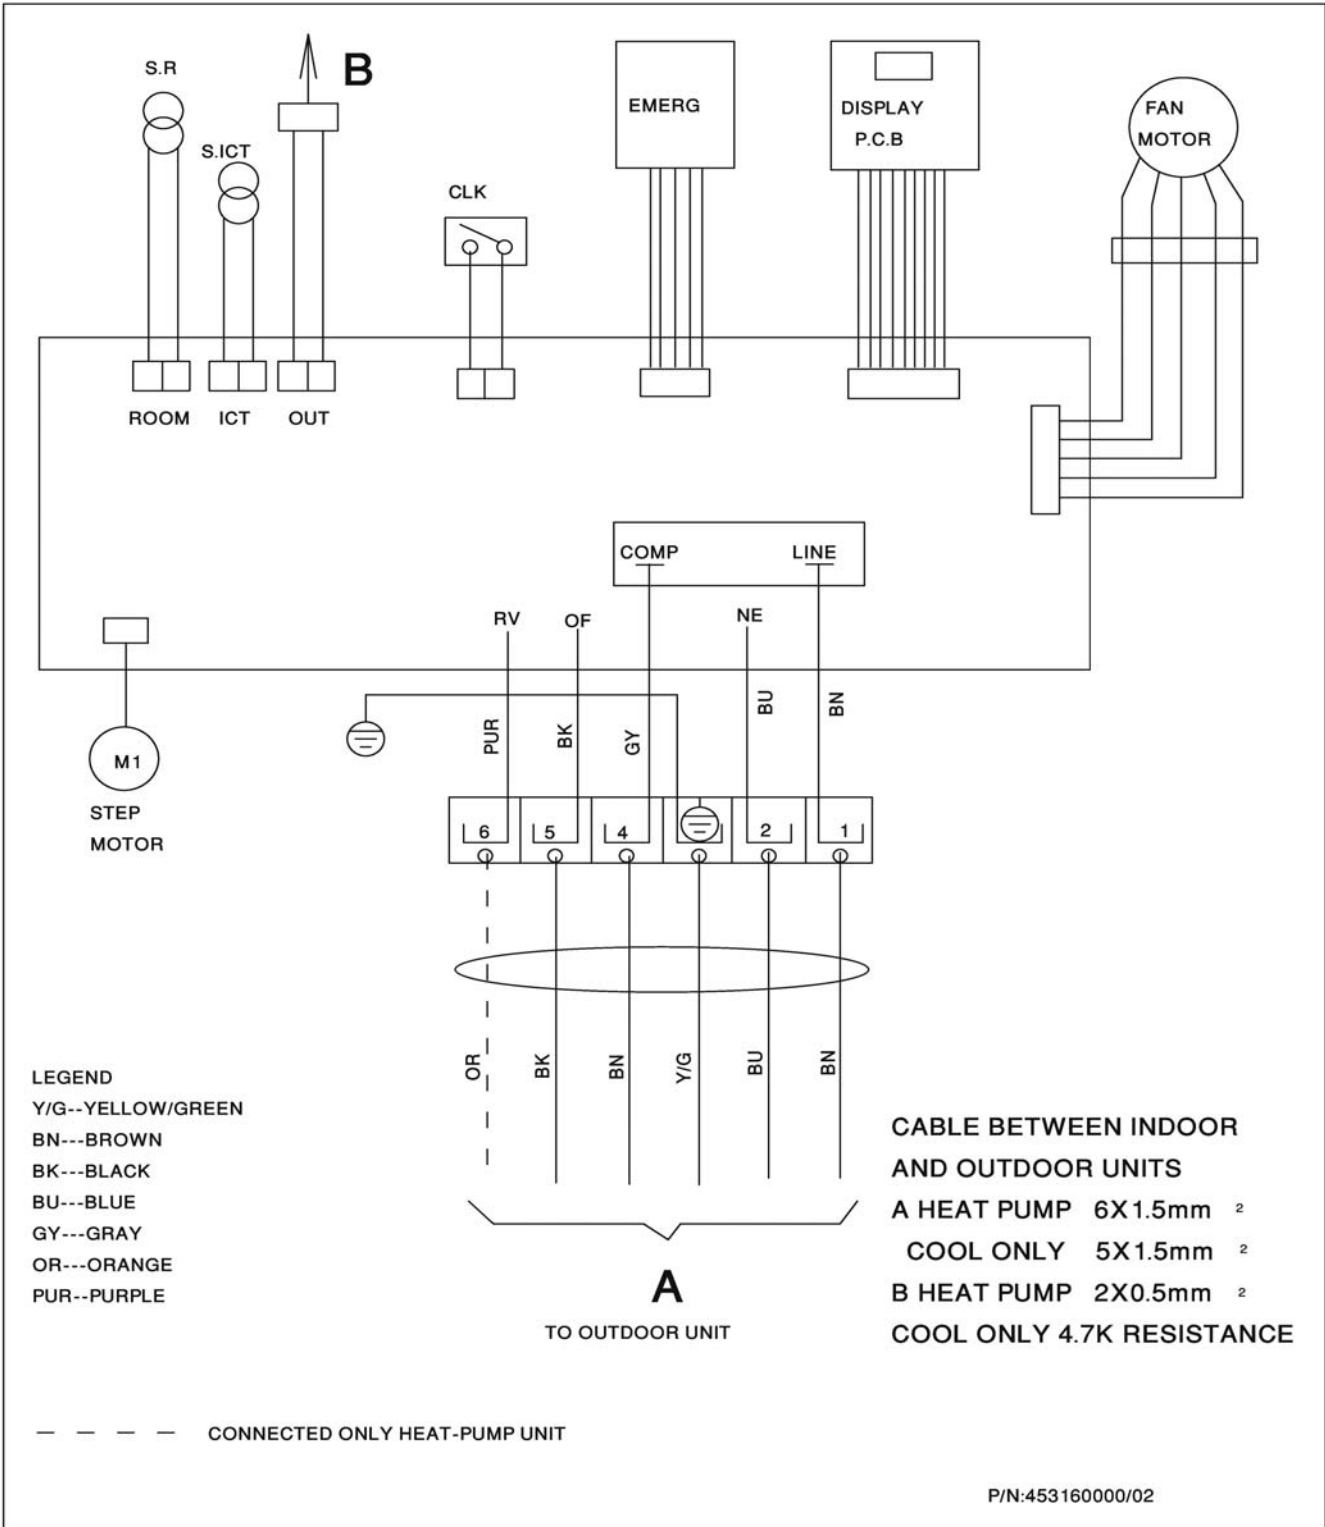 S.R
B
S.ICT
CLK
EMERG
DISPLAY
P.C.B
FAN
MOTOR
ROOM
ICT
OUT
COMP
LINE
RV
OF
NE
PUR
BK
GY
BU
BN
M1
STEP
MOTOR
6
5
4
2
1
OR
BK
BN
Y/G
BU
BN
LEGEND
Y/G--YELLOW/GREEN
BN---BROWN
BK---BLACK
BU---BLUE
GY---GRAY
OR---ORANGE
PUR--PURPLE
A
TO OUTDOOR UNIT
CABLE BETWEEN INDOOR
AND OUTDOOR UNITS
A HEAT PUMP 6X1.5mm ²
COOL ONLY 5X1.5mm ²
B HEAT PUMP 2X0.5mm ²
COOL ONLY 4.7K RESISTANCE
CONNECTED ONLY HEAT-PUMP UNIT
P/N:453160000/02